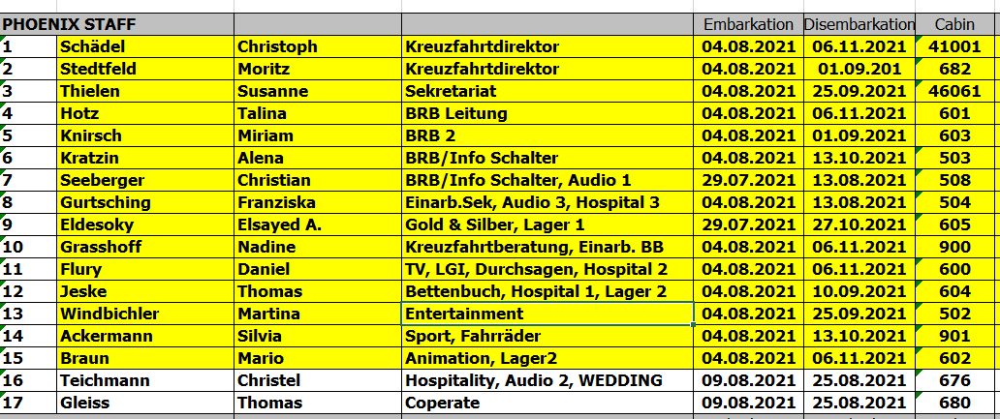 PHOENIX STAFF Embarkation Disembarkation Cabin
1 Schädel Christoph Kreuzfahrtdirektor 04.08.2021 06.11.2021 41001
2 Stedtfeld Moritz Kreuzfahrtdirektor 04.08.2021 01.09.201 682
3 Thielen Susanne Sekretariat 04.08.2021 25.09.2021 46061
4 Hotz Talina BRB Leitung 04.08.2021 06.11.2021 601
5 Knirsch Miriam BRB 2 04.08.2021 01.09.2021 603
6 Kratzin Alena BRB/Info Schalter 04.08.2021 13.10.2021 503
7 Seeberger Christian BRB/Info Schalter, Audio 1 29.07.2021 13.08.2021 508
8 Gurtsching Franziska Einarb.Sek, Audio 3, Hospital 3 04.08.2021 13.08.2021 504
9 Eldesoky Elsayed A. Gold & Silber, Lager 1 29.07.2021 27.10.2021 605
10 Grasshoff Nadine Kreuzfahrtberatung, Einarb. BB 04.08.2021 06.11.2021 900
11 Flury Daniel TV, LGI, Durchsagen, Hospital 2 04.08.2021 06.11.2021 600
12 Jeske Thomas Bettenbuch, Hospital 1, Lager 2 04.08.2021 10.09.2021 604
13 Windbichler Martina Entertainment 04.08.2021 25.09.2021 502
14 Ackermann Silvia Sport, Fahrräder 04.08.2021 13.10.2021 901
15 Braun Mario Animation, Lager2 04.08.2021 06.11.2021 602
16 Teichmann Christel Hospitality, Audio 2, WEDDING 09.08.2021 25.08.2021 676
17 Gleiss Thomas Coperate 09.08.2021 25.08.2021 680